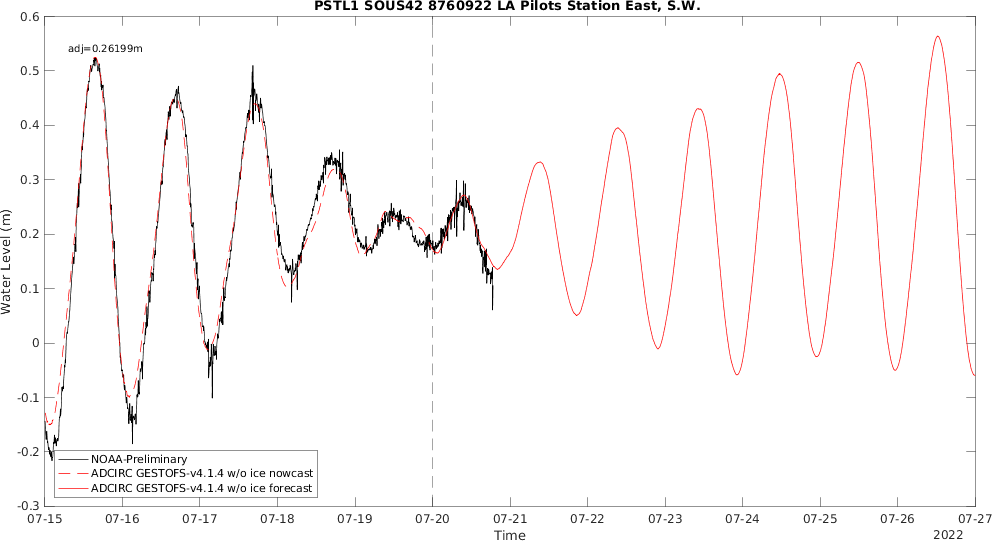 PSTL1 SOUS42 8760922 LA Pilots Station East, S.W.
0.6
adj=0.26199m
0.5
0.4
0.3
0.2
0.1
0
-0.1
-0.2
-0.3
Water Level (m)
NOAA-Preliminary
ADCIRC GESTOFS-v4.1.4 w/o ice nowcast
ADCIRC GESTOFS-v4.1.4 w/o ice forecast
07-15 07-16 07-17 07-18 07-19 07-20 07-21 07-22 07-23 07-24 07-25 07-26 07-27
Time
2022